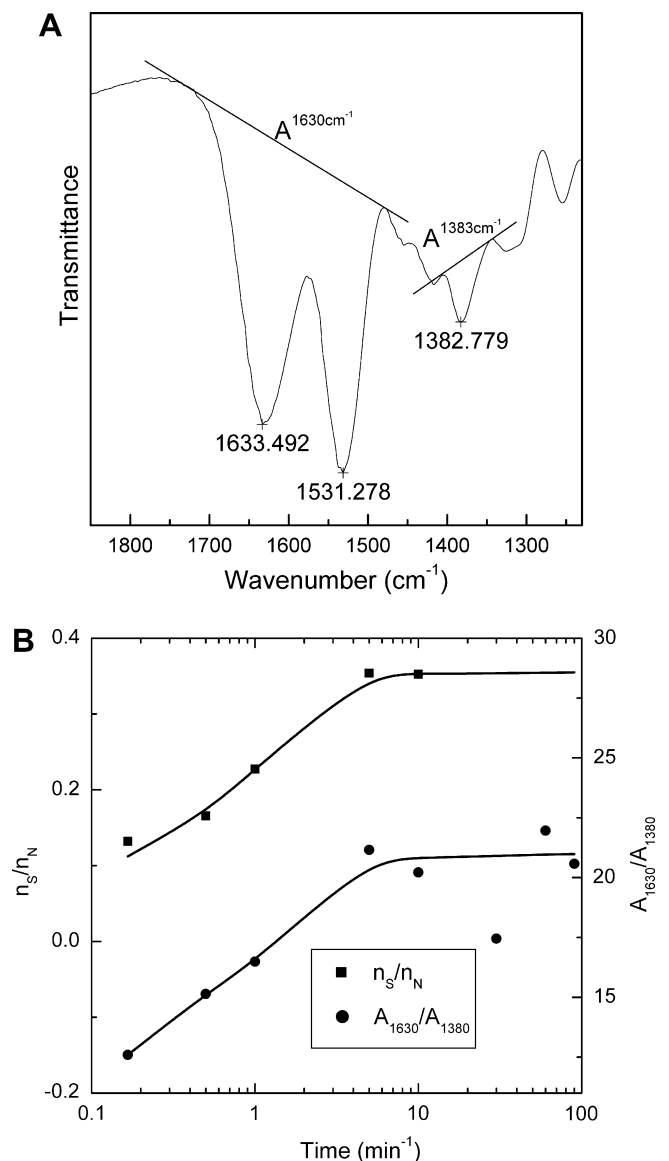 A
A1630cm-1
A1383cm-1
Transmittance
1382.779
1633.492
1531.278
1800 1700 1600 1500 1400 1300
Wavenumber (cm-1)
B
0.4 30
25
0.2
20
nS/nN
A1630/A1380
0.0
nS/nN
15
A1630/A1380
-0.2
0.1 1 10 100
Time (min-1)